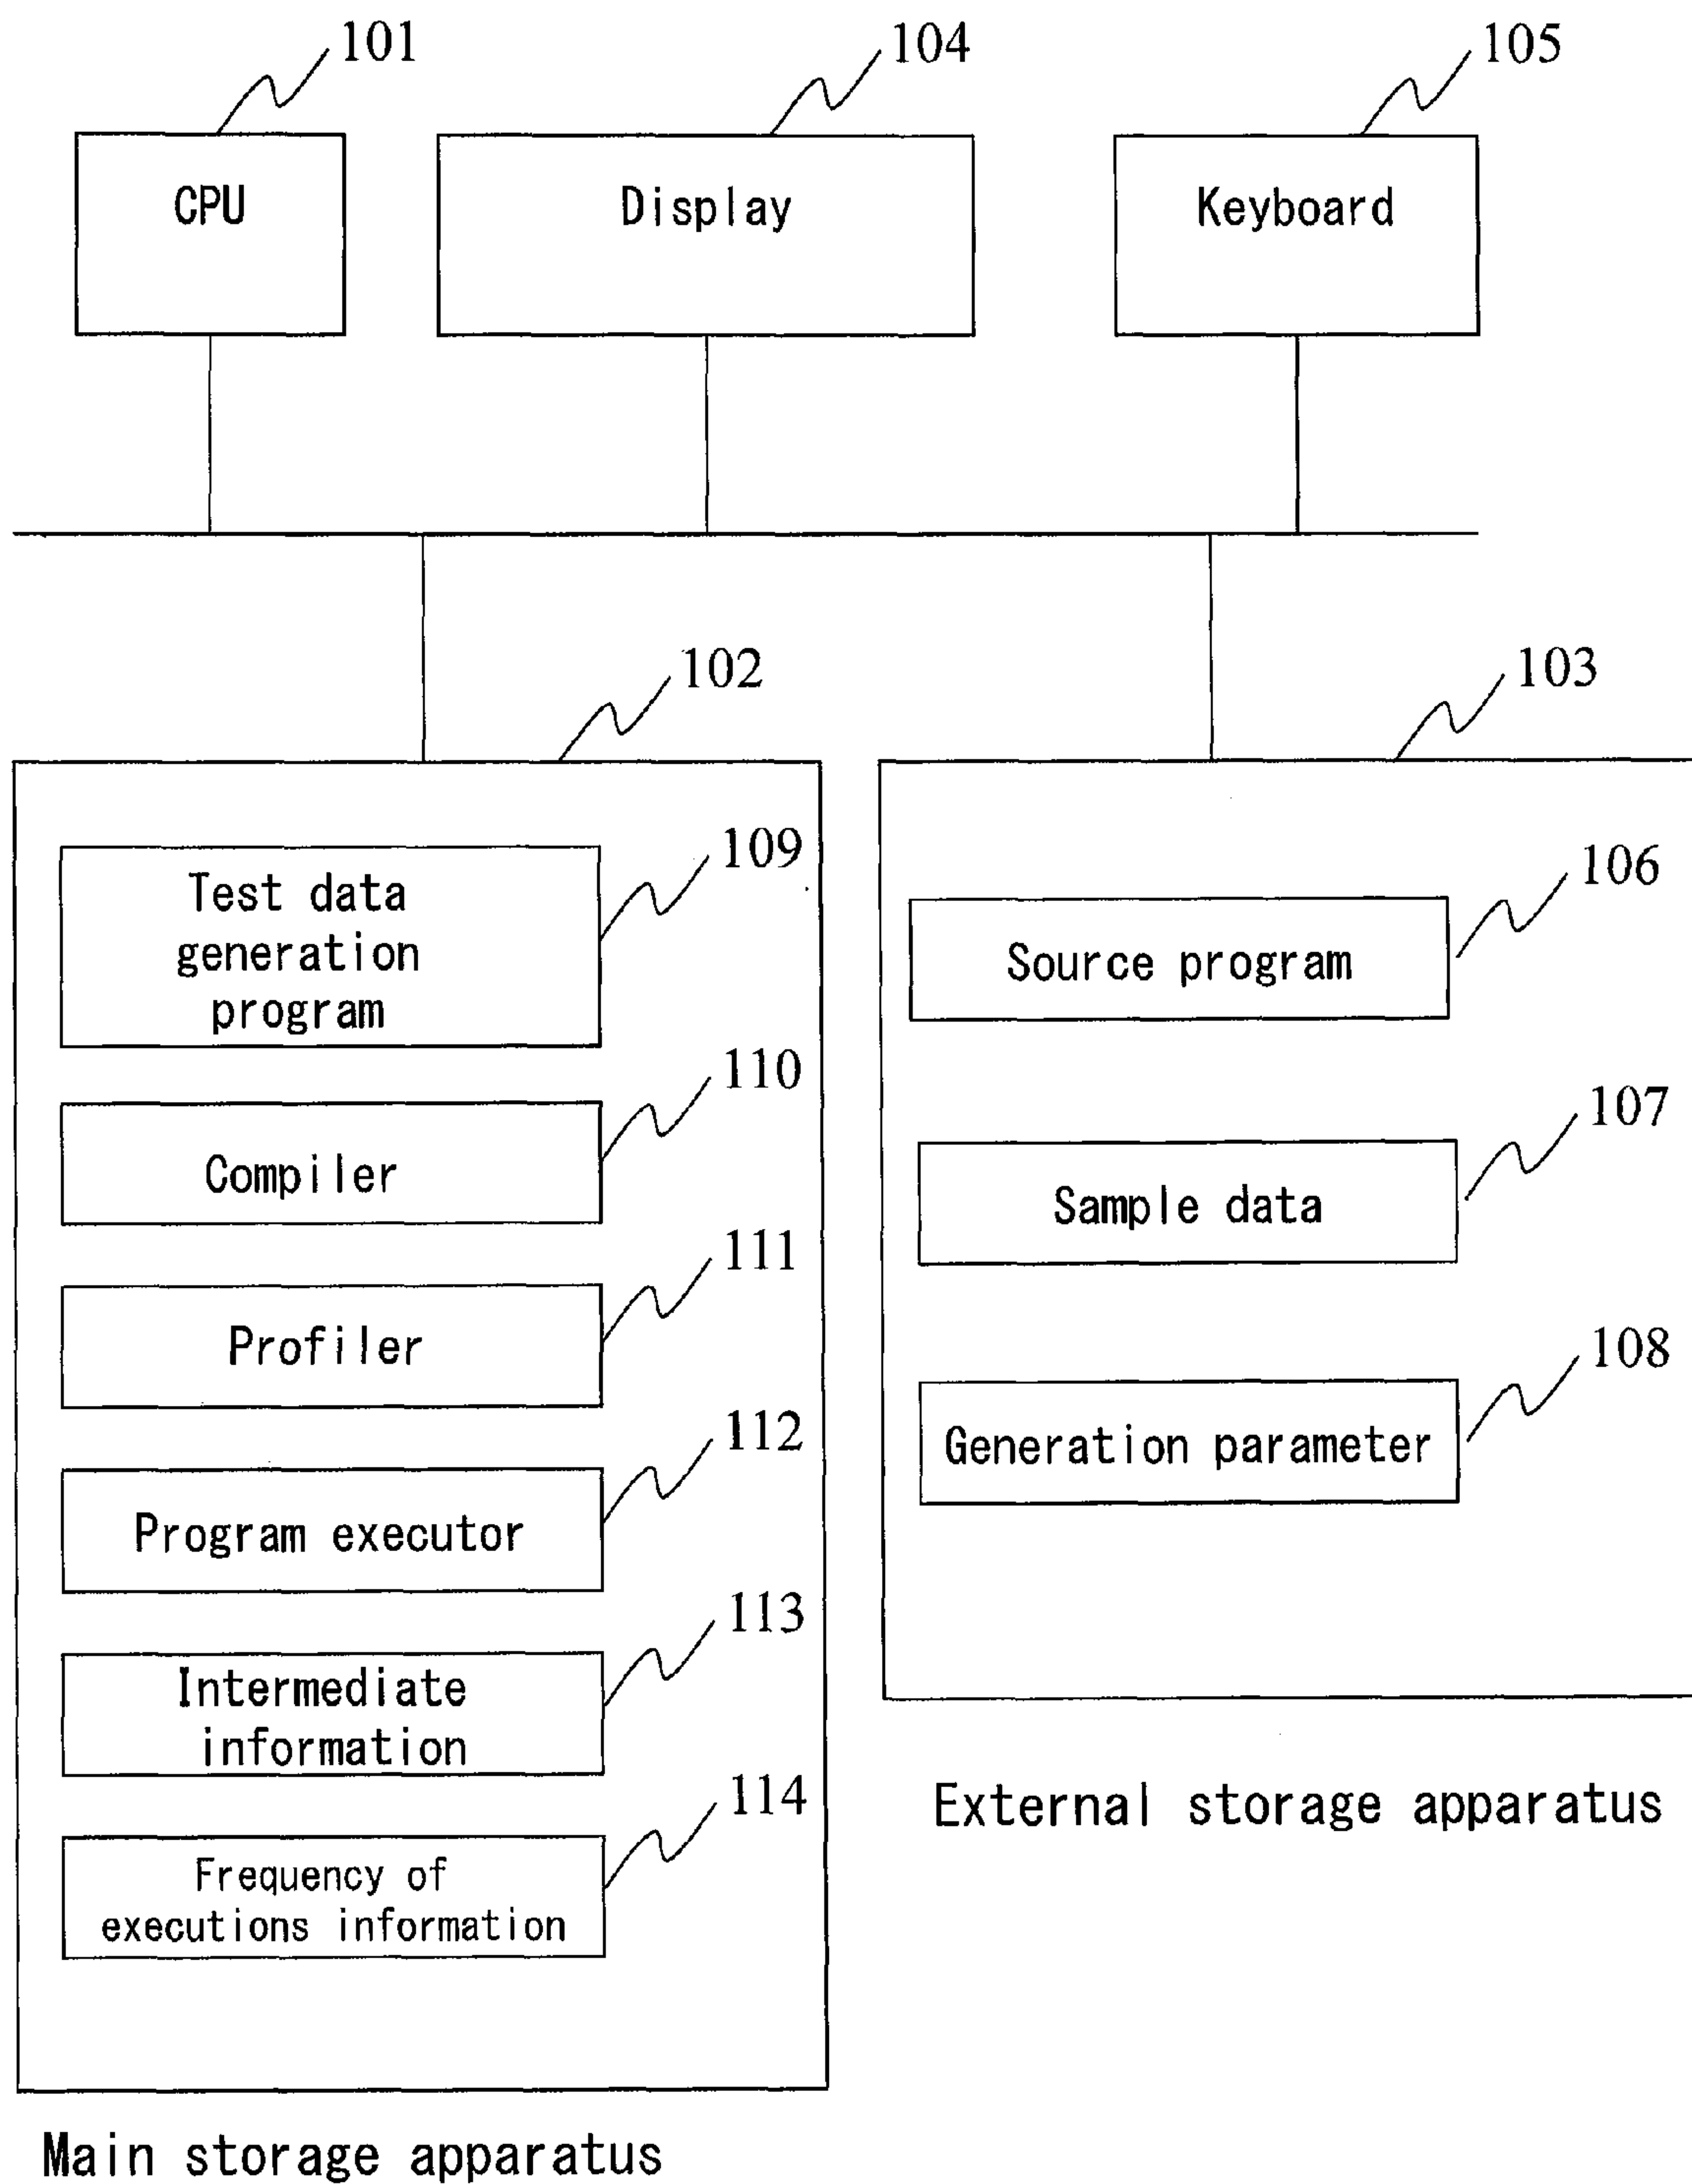 101
104
105
CPU
Display
Keyboard
102
103
109
Test data
generation
program
110
Compiler
111
Profiler
112
Program executor
113
Intermediate
information
114
Frequency of
executions information
Main storage apparatus
106
Source program
107
Sample data
108
Generation parameter
External storage apparatus